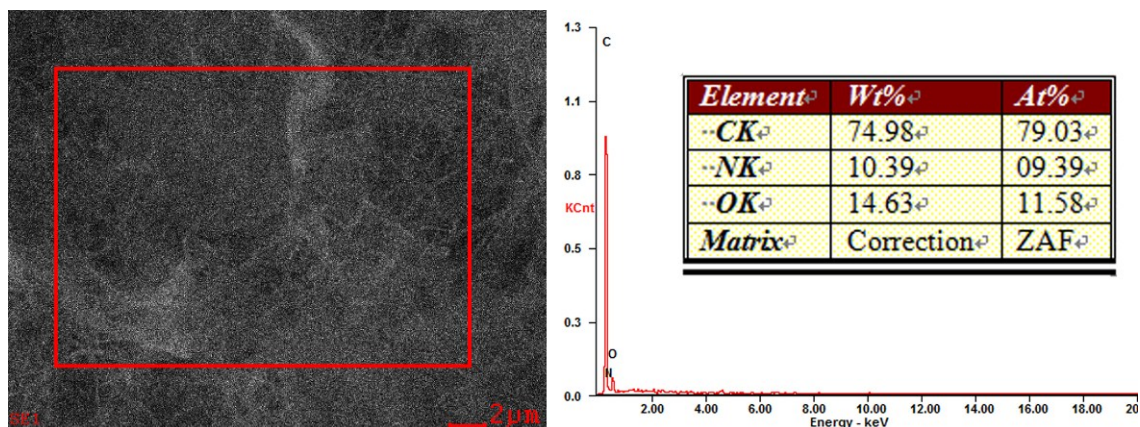 SE1
2µm
1.3
1.1
0.8
KCnt
0.5
0.3
0.0
C
O
N
2.00 4.00 6.00 8.00 10.00 12.00 14.00 16.00 18.00 20
Energy - keV
Element Wt% At%
CK 74.98 79.03
NK 10.39 09.39
OK 14.63 11.58
Matrix Correction ZAF